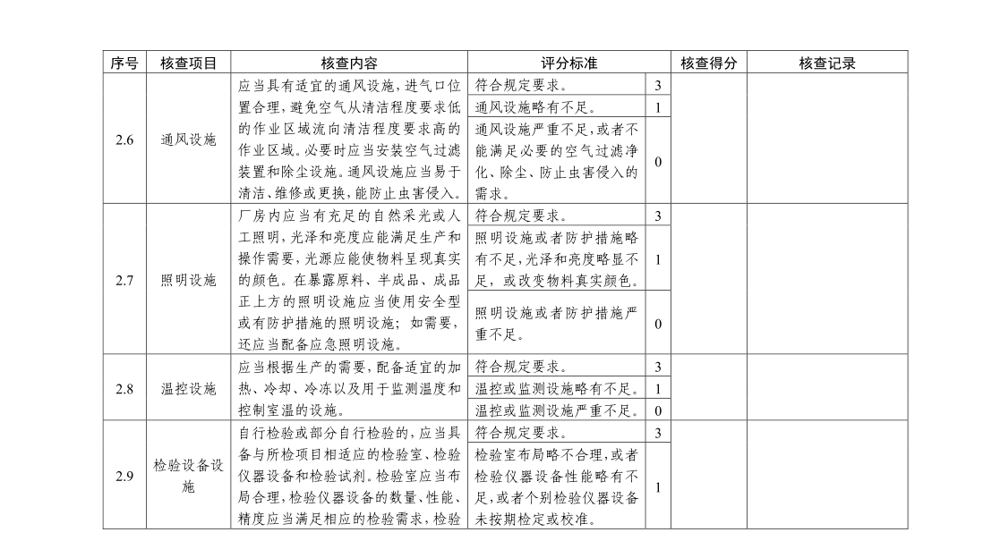 序号 核查项目 核查内容 评分标准 核查得分 核查记录
2.6 通风设施
应当具有适宜的通风设施，进气口位
置合理，避免空气从清洁程度要求低
的作业区域流向清洁程度要求高的
作业区域。必要时应当安装空气过滤
装置和除尘设施。通风设施应当易于
清洁、维修或更换，能防止虫害侵入。
符合规定要求。 3
通风设施略有不足。 1
通风设施严重不足，或者不
能满足必要的空气过滤净
化、除尘、防止虫害侵入的
需求。
0
2.7 照明设施
厂房内应当有充足的自然采光或人
工照明，光泽和亮度应能满足生产和
操作需要，光源应能使物料呈现真实
的颜色。在暴露原料、半成品、成品
正上方的照明设施应当使用安全型
或有防护措施的照明设施；如需要，
还应当配备应急照明设施。
符合规定要求。 3
照明设施或者防护措施略
有不足，光泽和亮度略显不
足，或改变物料真实颜色。
1
照明设施或者防护措施严
重不足。
0
2.8 温控设施
应当根据生产的需要，配备适宜的加
热、冷却、冷冻以及用于监测温度和
控制室温的设施。
符合规定要求。 3
温控或监测设施略有不足。 1
温控或监测设施严重不足。 0
2.9
检验设备设
施
自行检验或部分自行检验的，应当具
备与所检项目相适应的检验室、检验
仪器设备和检验试剂。检验室应当布
局合理，检验仪器设备的数量、性能、
精度应当满足相应的检验需求，检验
符合规定要求。 3
检验室布局略不合理，或者
检验仪器设备性能略有不
足，或者个别检验仪器设备
未按期检定或校准。
1